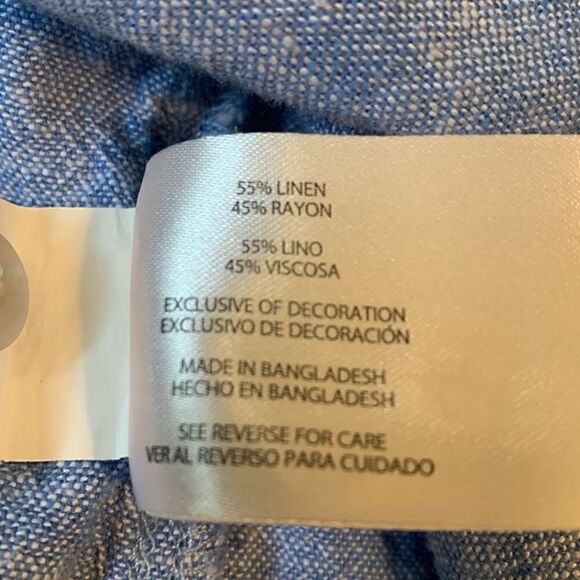 55% LINEN
45% RAYON
55% LINO
45% VISCOSA
EXCLUSIVE OF DECORATION
EXCLUSIVO DE DECORACIÓN
MADE IN BANGLADESH
HECHO EN BANGLADESH
SEE REVERSE FOR CARE
VER AL REVERSO PARA CUIDADO